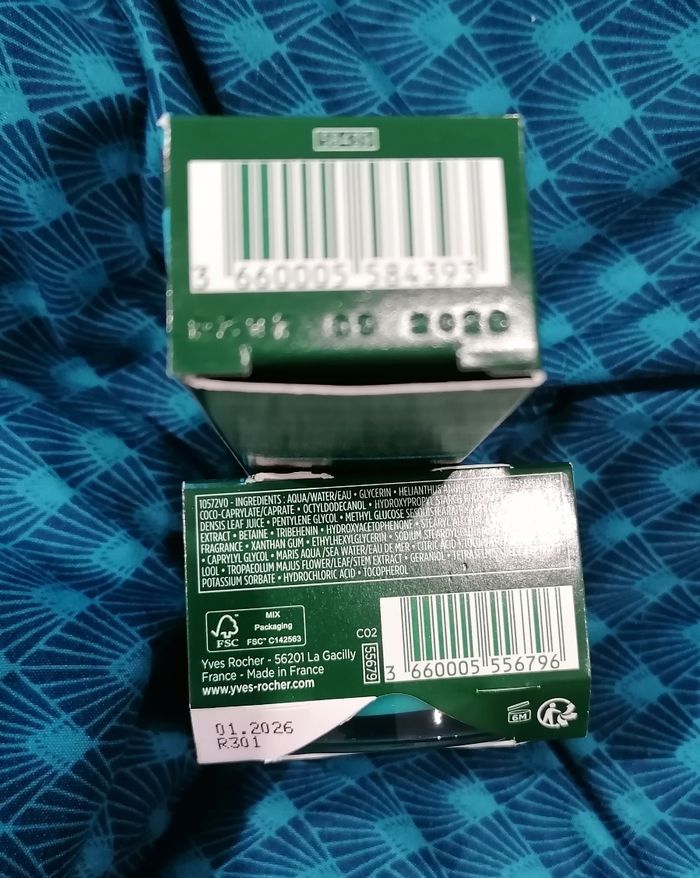 3 660005 584393
09 2026
10572V0 - INGREDIENTS : AQUA/WATER/EAU • GLYCERIN • HELIANTHUS
COCO-CAPRYLATE/CAPRATE • OCTYLDODECANOL •
DENSIS LEAF JUICE • PENTYLENE GLYCOL • METHYL GLUCOSE
EXTRACT • BETAINE • TRIBEHENIN • HYDROXYACETOPHENONE •
FRAGRANCE • XANTHAN GUM • ETHYLHEXYLGLYCERIN • SODIUM
• CAPRYLYL GLYCOL • MARIS AQUA/SEA WATER/EAU DE MER • CITRIC ACID •
LOOL • TROPAEOLUM MAJUS FLOWER/LEAF/STEM EXTRACT • GERANIOL •
POTASSIUM SORBATE • HYDROCHLORIC ACID • TOCOPHEROL
MIX
Packaging
FSC
FSC® C142563
Yves Rocher - 56201 La Gacilly
France - Made in France
www.yves-rocher.com
C02
55679
3 660005 556796
6M
01.2026
R301